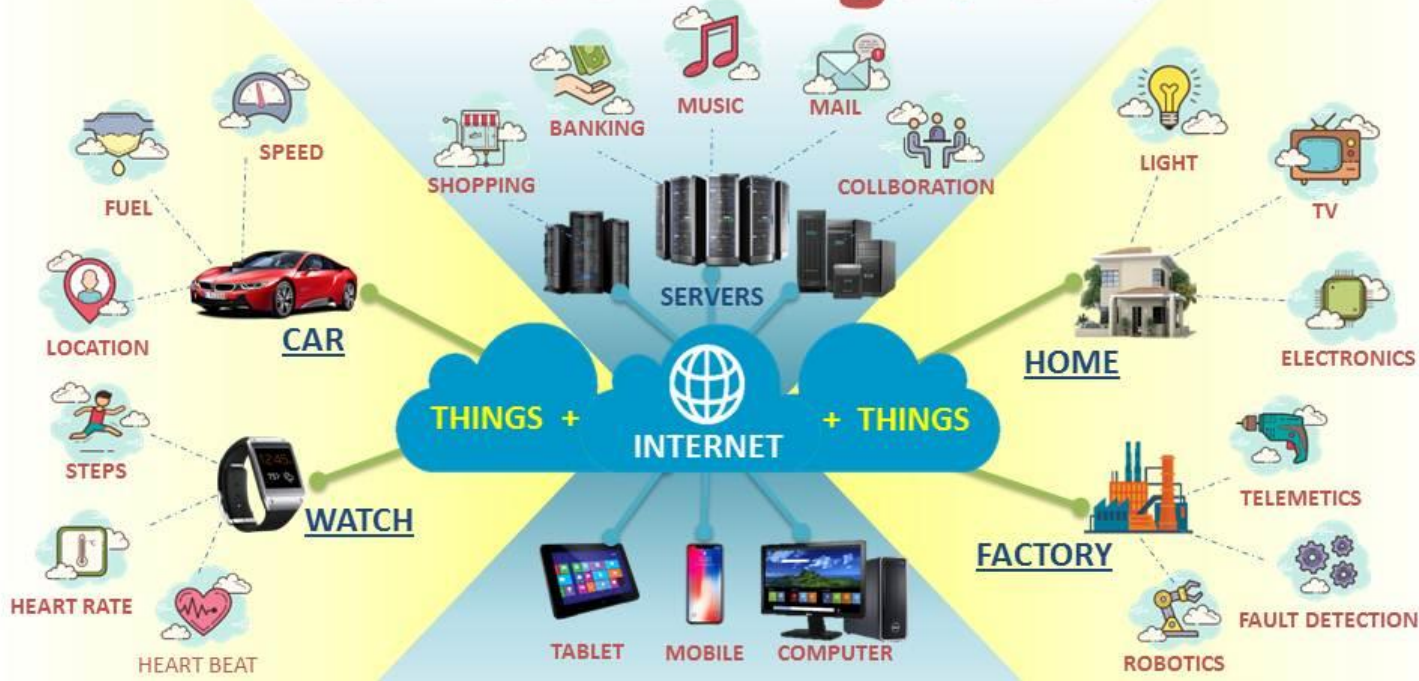 SPEED
FUEL
LOCATION
CAR
STEPS
HEART RATE
HEART BEAT
WATCH
SHOPPING
BANKING
MUSIC
MAIL
COLLBORATION
SERVERS
THINGS +
INTERNET
+ THINGS
TABLET
MOBILE
COMPUTER
LIGHT
TV
ELECTRONICS
HOME
TELEMETICS
FACTORY
FAULT DETECTION
ROBOTICS